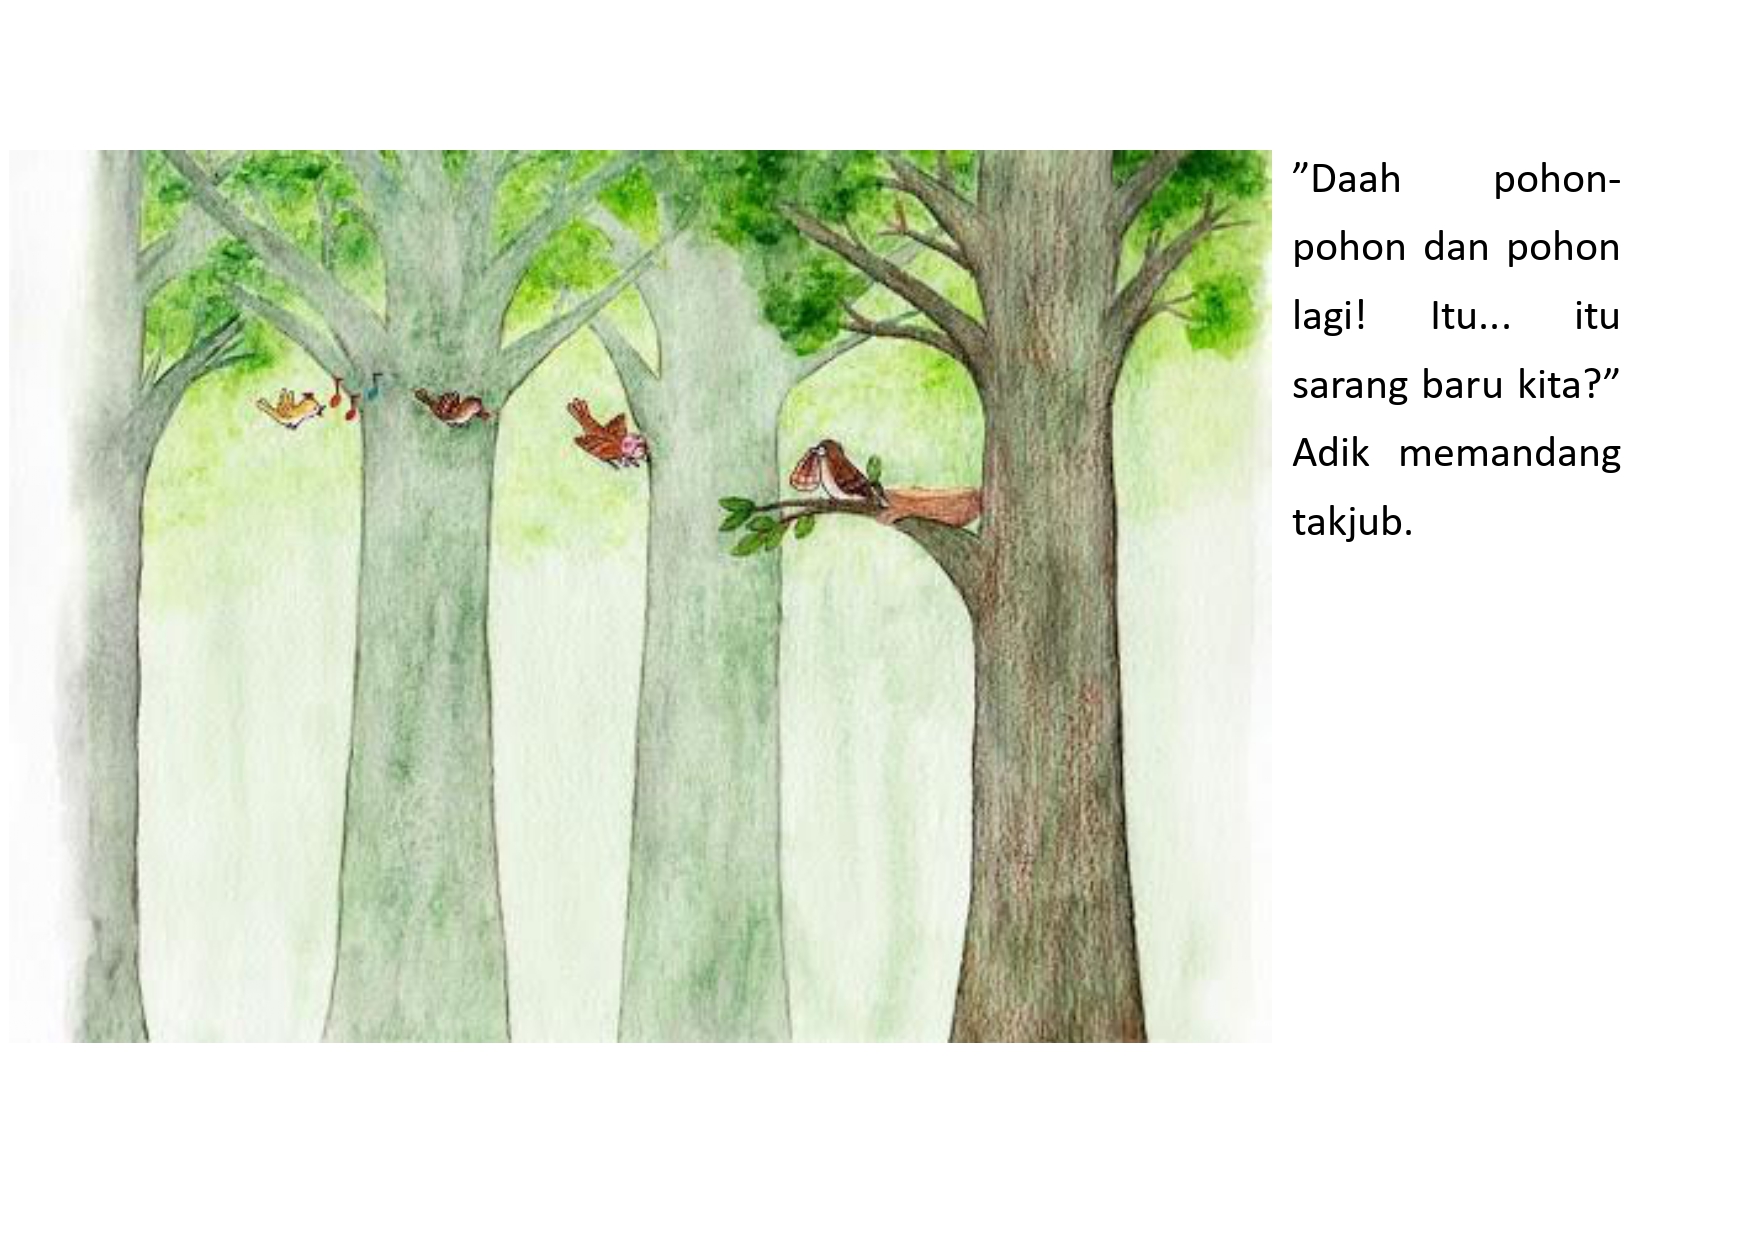 ”Daah pohon-
pohon dan pohon
lagi! Itu... itu
sarang baru kita?”
Adik memandang
takjub.